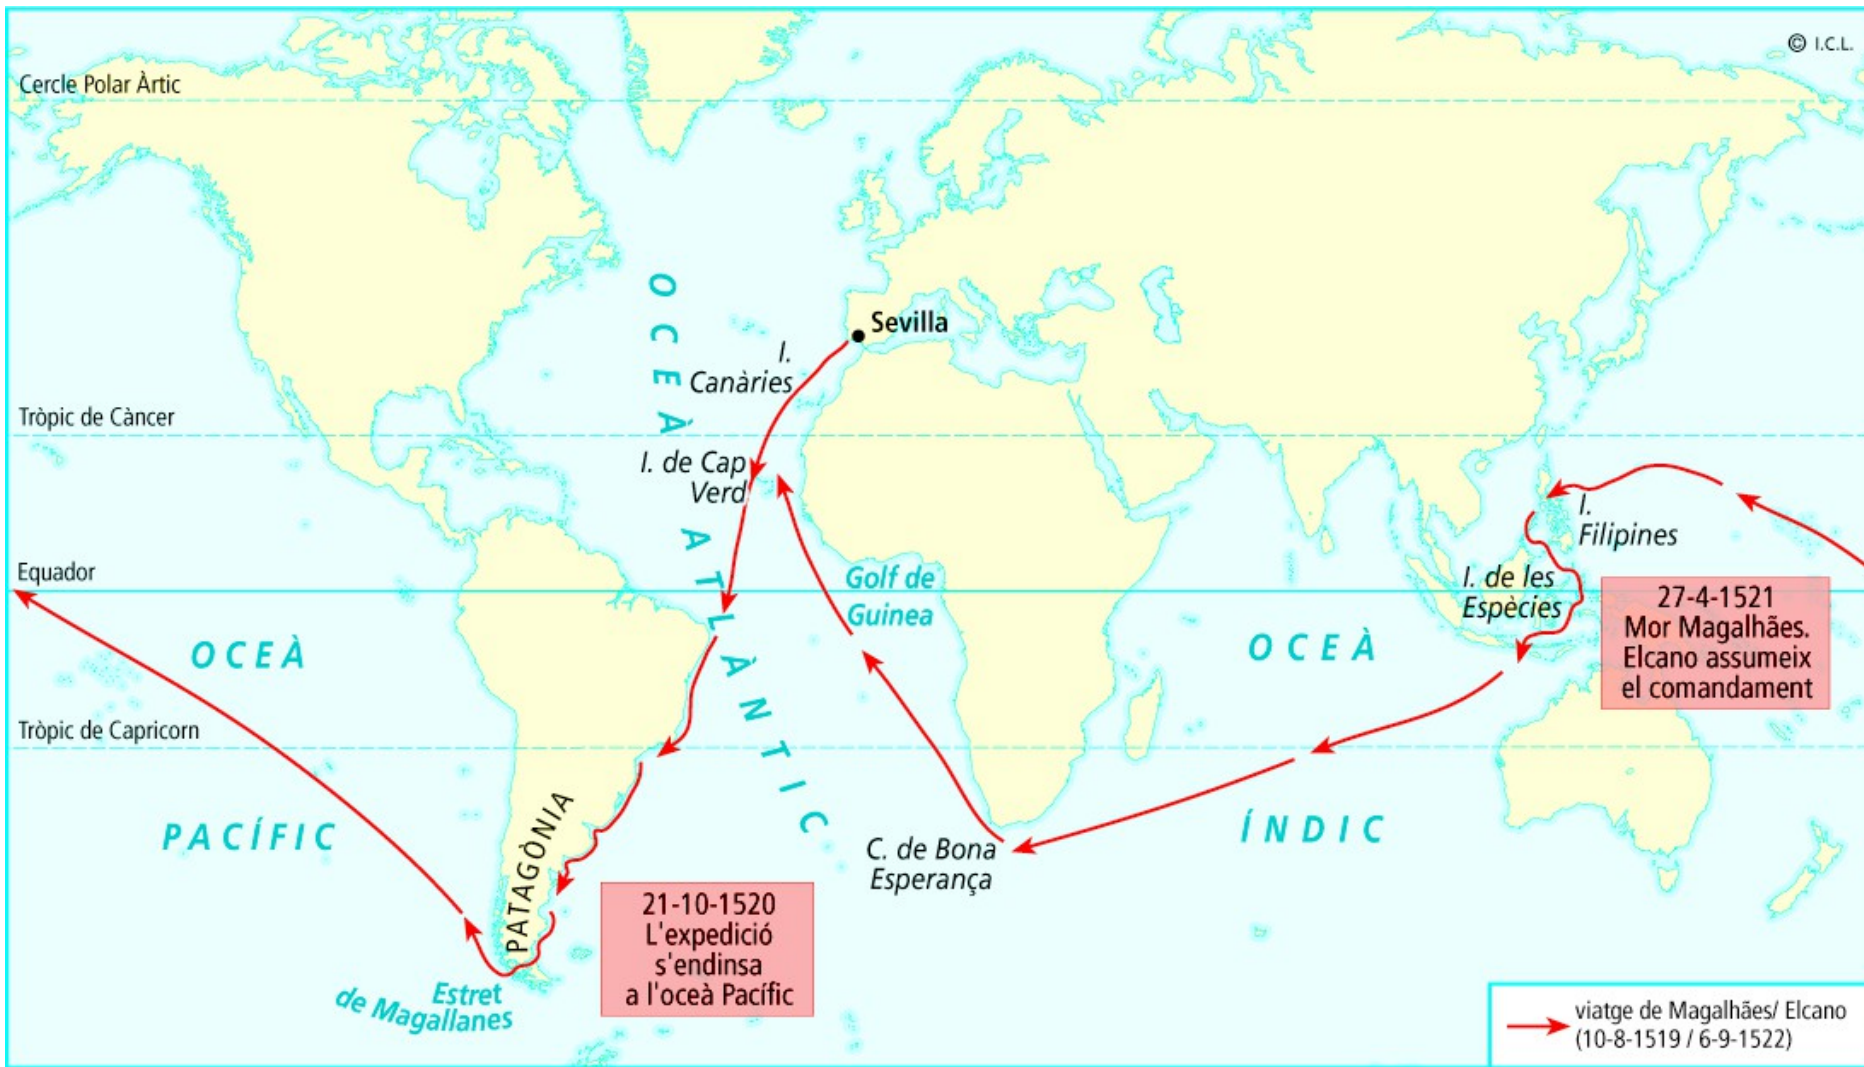 © I.C.L.
Cercle Polar Àrtic
OCEÀ ATLÀNTIC
Sevilla
I.
Canàries
Tròpic de Càncer
I. de Cap
Verd
I.
Filipines
Equador
Golf de
Guinea
I. de les
Espècies
27-4-1521
Mor Magalhães.
Elcano assumeix
el comandament
OCEÀ
PACÍFIC
OCEÀ
ÍNDIC
Tròpic de Capricorn
PATAGÒNIA
C. de Bona
Esperança
21-10-1520
L'expedició
s'endinsa
a l'oceà Pacífic
Estret
de Magallanes
viatge de Magalhães/ Elcano
(10-8-1519 / 6-9-1522)